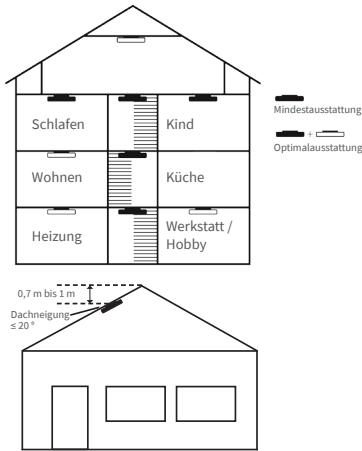 Schlafen
Kind
Mindestausstattung
+
Optimalausstattung
Wohnen
Küche
Heizung
Werkstatt /
Hobby
0,7 m bis 1 m
Dachneigung
≤ 20 °